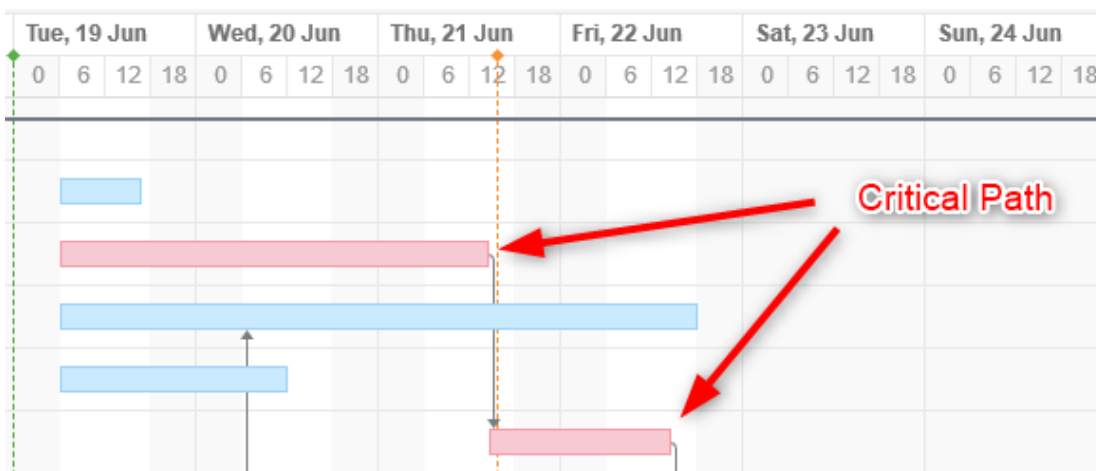 Tue, 19 Jun Wed, 20 Jun Thu, 21 Jun Fri, 22 Jun Sat, 23 Jun Sun, 24 Jun
0 6 12 18 0 6 12 18 0 6 12 18 0 6 12 18 0 6 12 18 0 6 12 18
Critical Path